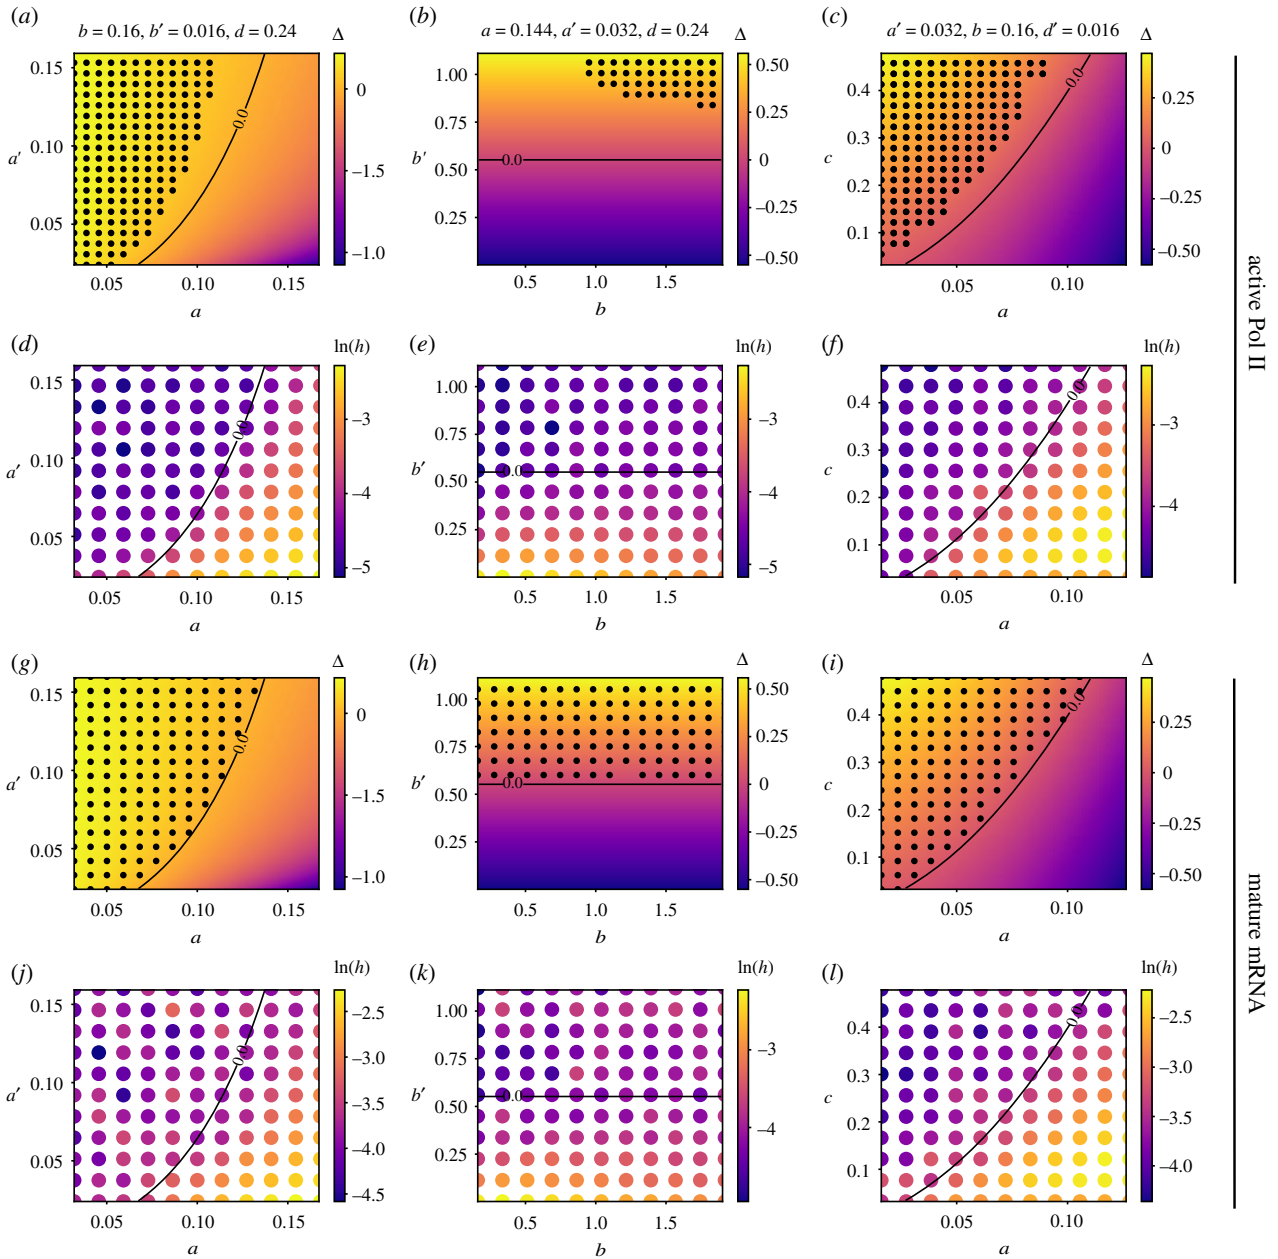 (a)
b = 0.16, b′ = 0.016, d = 0.24
Δ
0.15
0.10
0.05
a′
0.0
0.05 0.10 0.15
a
0
−1.5
−1.0
(b)
a = 0.144, a′ = 0.032, d = 0.24
Δ
1.00
0.75
0.50
0.25
b′
0.0
0.5 1.0 1.5
b
0.50
0.25
0
−0.25
−0.50
(c)
a′ = 0.032, b = 0.16, d′ = 0.016
Δ
0.4
0.3
0.2
0.1
c
0.0
0.05 0.10
a
0.25
0
−0.25
−0.50
(d)
ln(h)
0.15
0.10
0.05
a′
0.0
0.05 0.10 0.15
a
−3
−4
−5
(e)
ln(h)
1.00
0.75
0.50
0.25
b′
0.0
0.5 1.0 1.5
b
−3
−4
−5
(f)
ln(h)
0.4
0.3
0.2
0.1
c
0.0
0.05 0.10
a
−3
−4
active Pol II
(g)
Δ
0.15
0.10
0.05
a′
0.0
0.05 0.10 0.15
a
0
−1.5
−1.0
(h)
Δ
1.00
0.75
0.50
0.25
b′
0.0
0.5 1.0 1.5
b
0.50
0.25
0
−0.25
−0.50
(i)
Δ
0.4
0.3
0.2
0.1
c
0.0
0.05 0.10
a
0.25
0
−0.25
−0.50
(j)
ln(h)
0.15
0.10
0.05
a′
0.0
0.05 0.10 0.15
a
−2.5
−3.0
−3.5
−4.0
−4.5
(k)
ln(h)
1.00
0.75
0.50
0.25
b′
0.0
0.5 1.0 1.5
b
−3
−4
(l)
ln(h)
0.4
0.3
0.2
0.1
c
0.0
0.05 0.10
a
−2.5
−3.0
−3.5
−4.0
mature mRNA